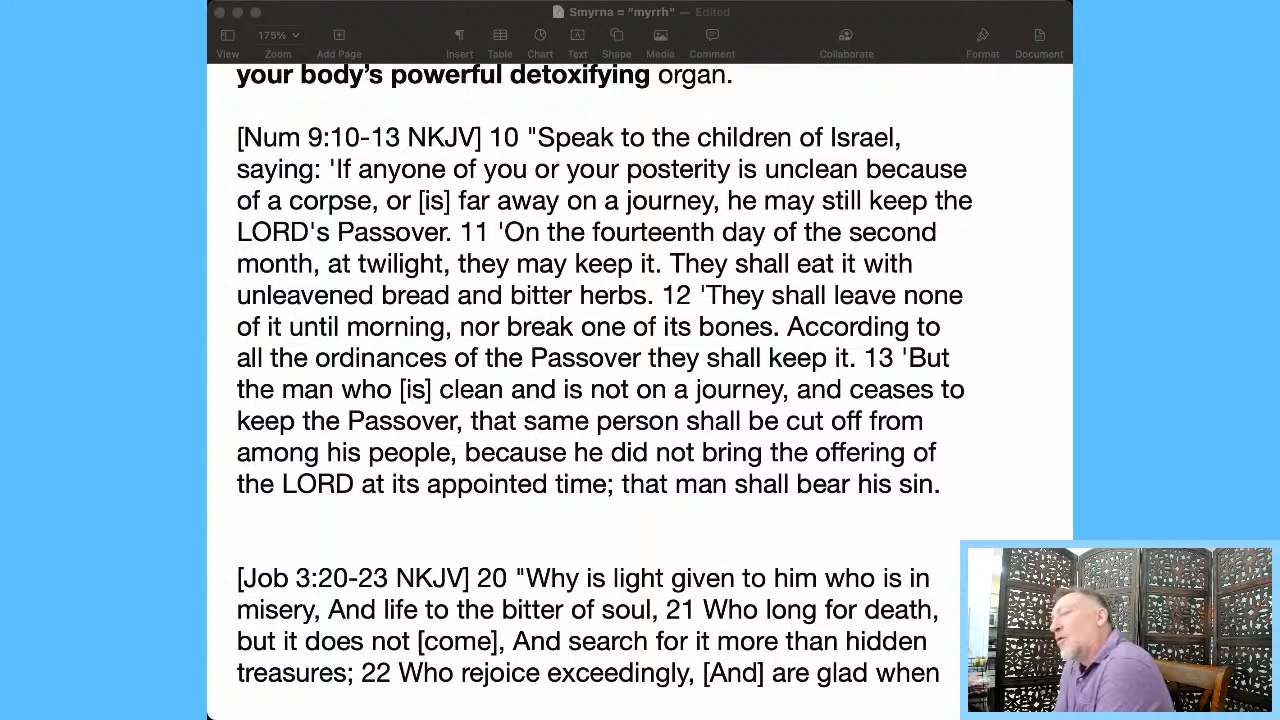 Smyrna = "myrrh" — Edited
175%
View Zoom Add Page Insert Table Chart Text Shape Media Comment Collaborate Format Document
your body's powerful detoxifying organ.
[Num 9:10-13 NKJV] 10 "Speak to the children of Israel,
saying: 'If anyone of you or your posterity is unclean because
of a corpse, or [is] far away on a journey, he may still keep the
LORD's Passover. 11 'On the fourteenth day of the second
month, at twilight, they may keep it. They shall eat it with
unleavened bread and bitter herbs. 12 'They shall leave none
of it until morning, nor break one of its bones. According to
all the ordinances of the Passover they shall keep it. 13 'But
the man who [is] clean and is not on a journey, and ceases to
keep the Passover, that same person shall be cut off from
among his people, because he did not bring the offering of
the LORD at its appointed time; that man shall bear his sin.
[Job 3:20-23 NKJV] 20 "Why is light given to him who is in
misery, And life to the bitter of soul, 21 Who long for death,
but it does not [come], And search for it more than hidden
treasures; 22 Who rejoice exceedingly, [And] are glad when